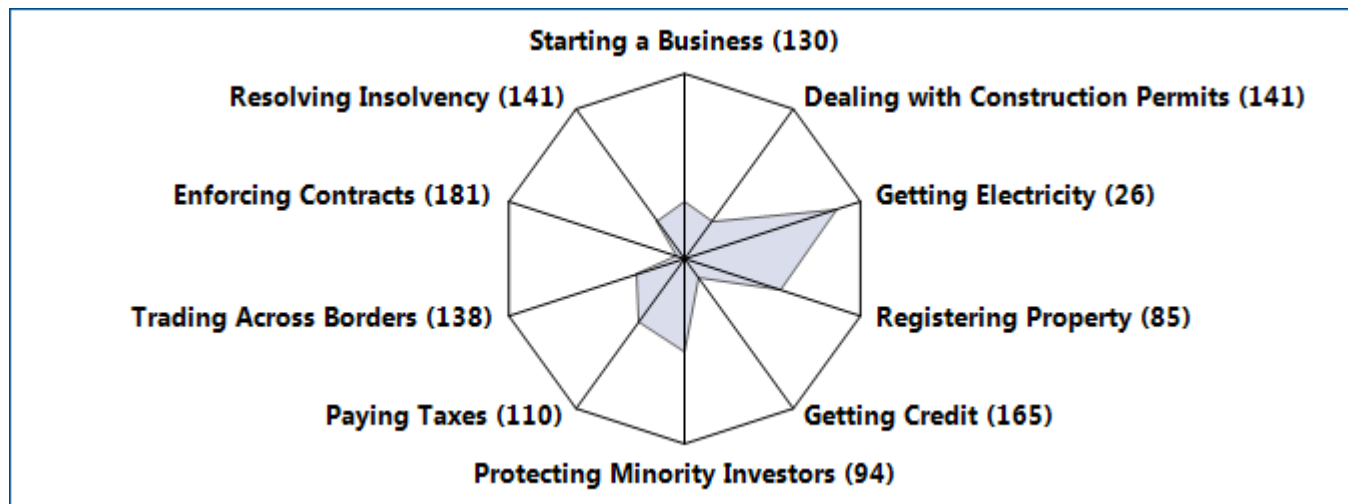 Starting a Business (130)
Resolving Insolvency (141)
Dealing with Construction Permits (141)
Enforcing Contracts (181)
Getting Electricity (26)
Trading Across Borders (138)
Registering Property (85)
Paying Taxes (110)
Getting Credit (165)
Protecting Minority Investors (94)